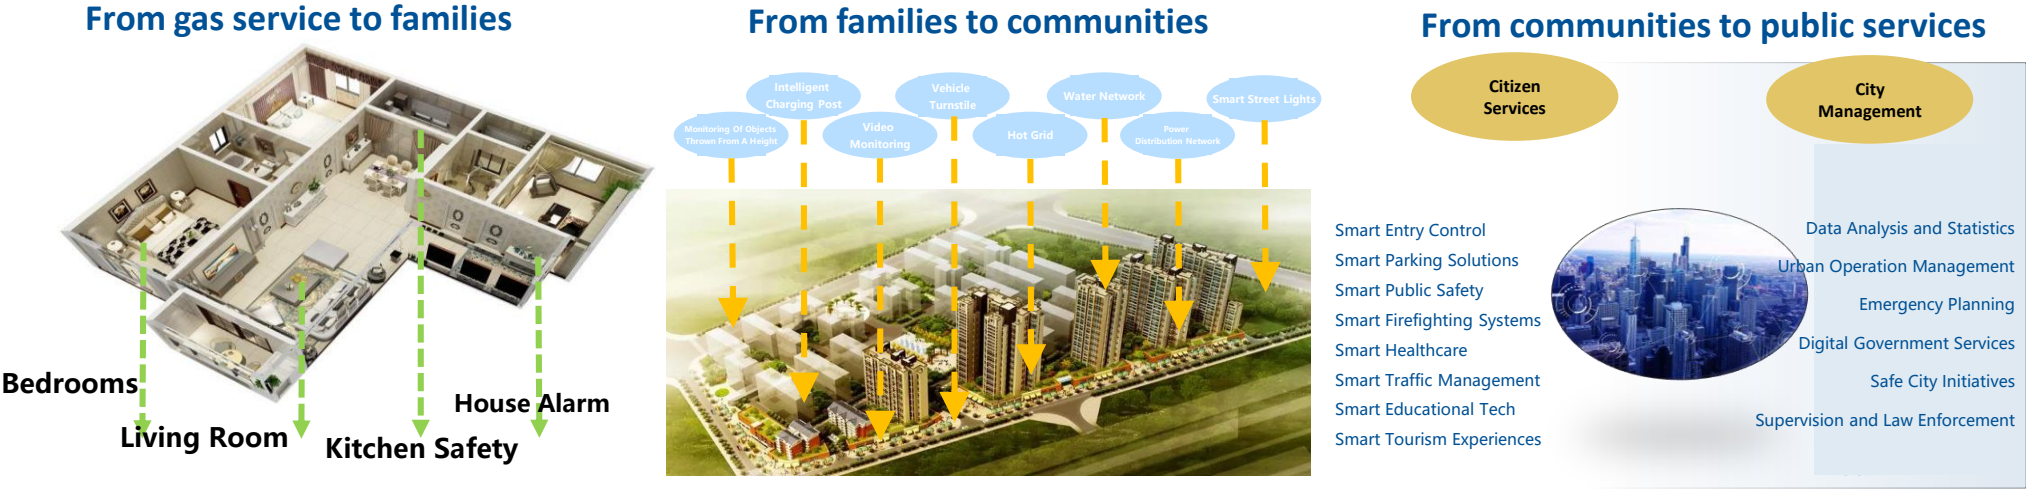 From gas service to families
Bedrooms
Living Room
Kitchen Safety
House Alarm
From families to communities
Monitoring Of Objects
Thrown From A Height
Intelligent
Charging Post
Video
Monitoring
Vehicle
Turnstile
Hot Grid
Water Network
Power
Distribution Network
Smart Street Lights
From communities to public services
Citizen
Services
City
Management
Smart Entry Control
Smart Parking Solutions
Smart Public Safety
Smart Firefighting Systems
Smart Healthcare
Smart Traffic Management
Smart Educational Tech
Smart Tourism Experiences
Data Analysis and Statistics
Urban Operation Management
Emergency Planning
Digital Government Services
Safe City Initiatives
Supervision and Law Enforcement